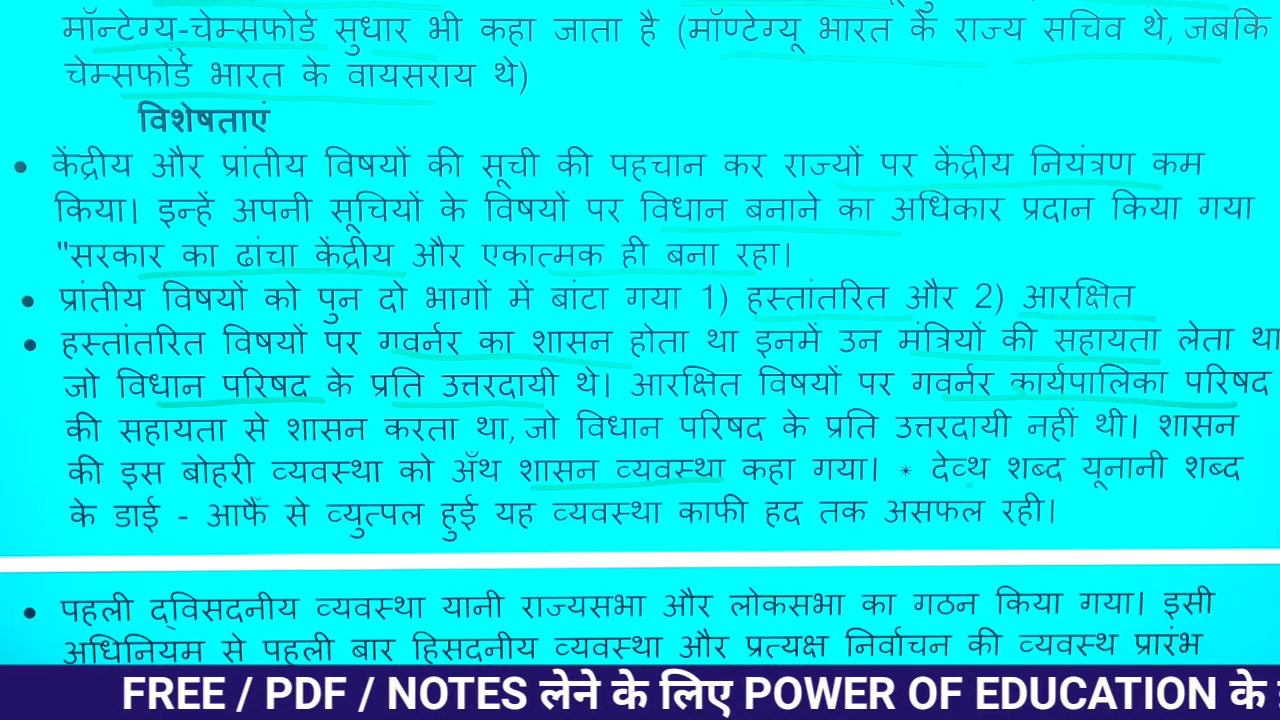 मॉन्टेग्य-चेम्सफोर्ड सुधार भी कहा जाता है (मॉण्टेग्यू भारत के राज्य सचिव थे, जबकि
चेम्सफोर्ड भारत के वायसराय थे)
विशेषताएं
• केंद्रीय और प्रांतीय विषयों की सूची की पहचान कर राज्यों पर केंद्रीय नियंत्रण कम
किया। इन्हें अपनी सूचियों के विषयों पर विधान बनाने का अधिकार प्रदान किया गया
"सरकार का ढांचा केंद्रीय और एकात्मक ही बना रहा।
• प्रांतीय विषयों को पुन दो भागों में बांटा गया 1) हस्तांतरित और 2) आरक्षित
• हस्तांतरित विषयों पर गवर्नर का शासन होता था इनमें उन मंत्रियों की सहायता लेता था
जो विधान परिषद के प्रति उत्तरदायी थे। आरक्षित विषयों पर गवर्नर कार्यपालिका परिषद
की सहायता से शासन करता था, जो विधान परिषद के प्रति उत्तरदायी नहीं थी। शासन
की इस बोहरी व्यवस्था को अँथ शासन व्यवस्था कहा गया। * देव्थ शब्द यूनानी शब्द
के डाई - आफैं से व्युत्पल हुई यह व्यवस्था काफी हद तक असफल रही।
• पहली द्विसदनीय व्यवस्था यानी राज्यसभा और लोकसभा का गठन किया गया। इसी
अधिनियम से पहली बार हिसदनीय व्यवस्था और प्रत्यक्ष निर्वाचन की व्यवस्थ प्रारंभ
FREE / PDF / NOTES लेने के लिए POWER OF EDUCATION के